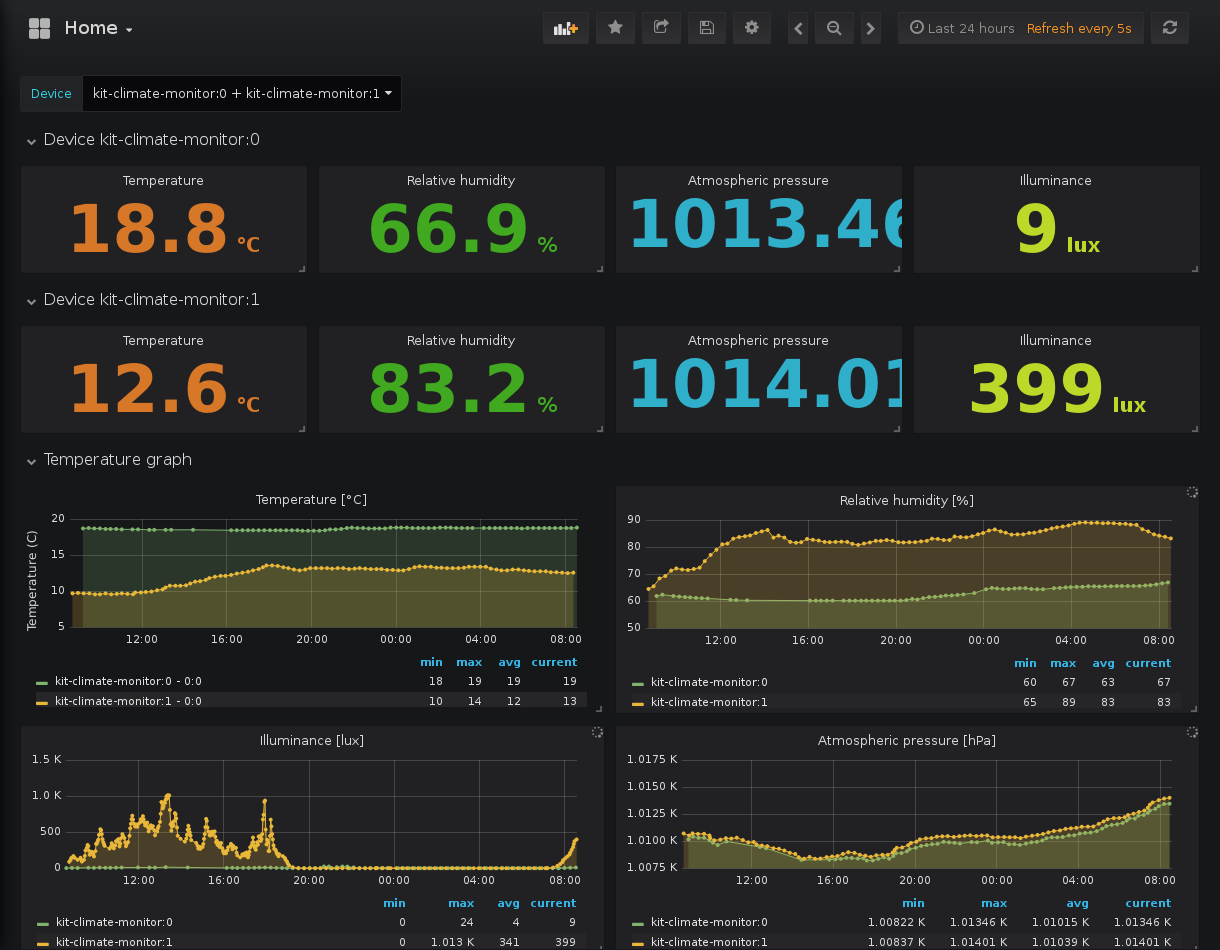 Home
Last 24 hours Refresh every 5s
Device kit-climate-monitor:0 + kit-climate-monitor:1
Device kit-climate-monitor:0
Temperature Relative humidity Atmospheric pressure Illuminance
18.8 °C 66.9 % 1013.46 9 lux
Device kit-climate-monitor:1
Temperature Relative humidity Atmospheric pressure Illuminance
12.6 °C 83.2 % 1014.01 399 lux
Temperature graph
Temperature [°C]
Temperature (C)
20
15
10
5
12:00 16:00 20:00 00:00 04:00 08:00
min max avg current
kit-climate-monitor:0 - 0:0 18 19 19 19
kit-climate-monitor:1 - 0:0 10 14 12 13
Relative humidity [%]
90
80
70
60
50
12:00 16:00 20:00 00:00 04:00 08:00
min max avg current
kit-climate-monitor:0 60 67 63 67
kit-climate-monitor:1 65 89 83 83
Illuminance [lux]
1.5 K
1.0 K
500
0
12:00 16:00 20:00 00:00 04:00 08:00
min max avg current
kit-climate-monitor:0 0 24 4 9
kit-climate-monitor:1 0 1.013 K 341 399
Atmospheric pressure [hPa]
1.0175 K
1.0150 K
1.0125 K
1.0100 K
1.0075 K
12:00 16:00 20:00 00:00 04:00 08:00
min max avg current
kit-climate-monitor:0 1.00822 K 1.01346 K 1.01015 K 1.01346 K
kit-climate-monitor:1 1.00837 K 1.01401 K 1.01039 K 1.01401 K